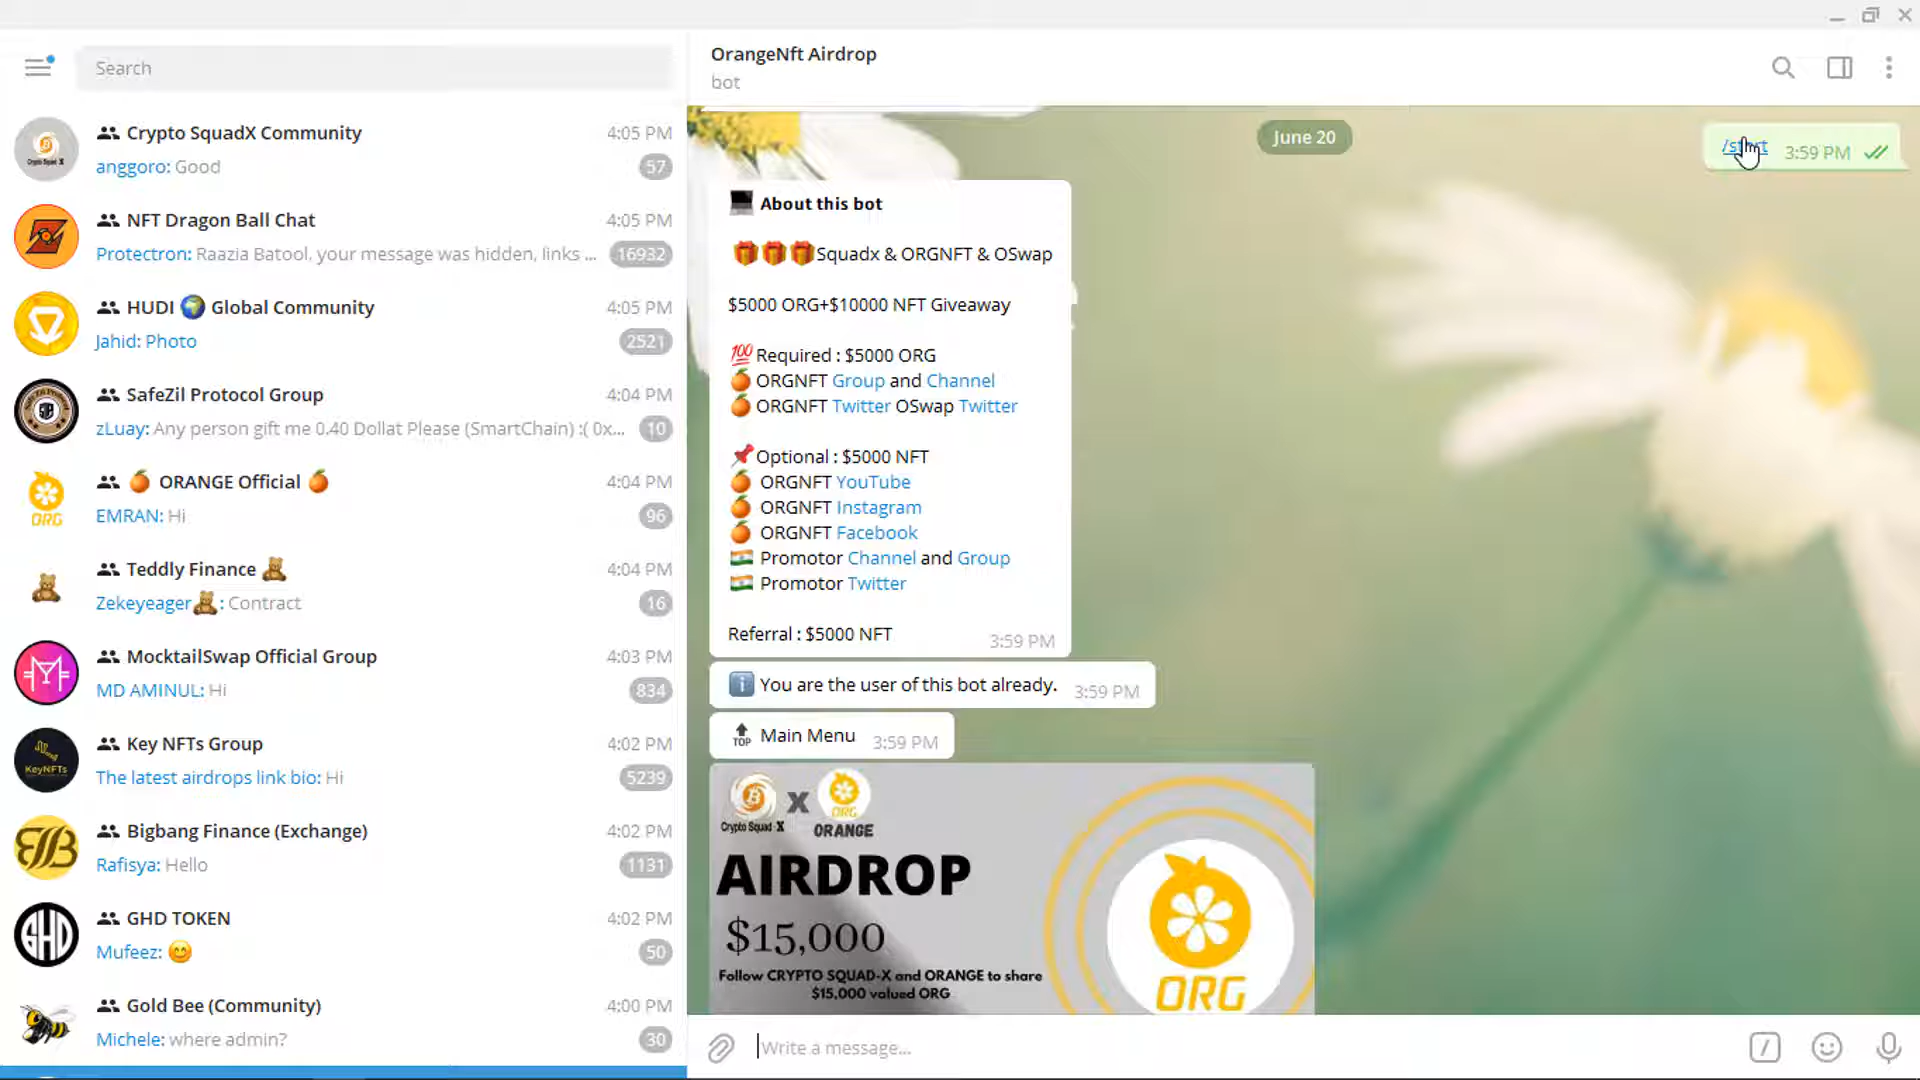 Search
Crypto SquadX Community 4:05 PM
anggoro: Good 57
NFT Dragon Ball Chat 4:05 PM
Protectron: Raazia Batool, your message was hidden, links ... 16932
HUDI Global Community 4:05 PM
Jahid: Photo 2521
SafeZil Protocol Group 4:04 PM
zLuay: Any person gift me 0.40 Dollat Please (SmartChain) :( 0x... 10
ORANGE Official 4:04 PM
EMRAN: Hi 96
ORG
Teddly Finance 4:04 PM
Zekeyeager : Contract 16
MocktailSwap Official Group 4:03 PM
MD AMINUL: Hi 834
Key NFTs Group 4:02 PM
The latest airdrops link bio: Hi 5239
KeyNFTs
Bigbang Finance (Exchange) 4:02 PM
Rafisya: Hello 1131
GHD TOKEN 4:02 PM
Mufeez: 50
GHD
Gold Bee (Community) 4:00 PM
Michele: where admin? 30
OrangeNft Airdrop
bot
June 20
/start 3:59 PM
About this bot
Squadx & ORGNFT & OSwap
$5000 ORG+$10000 NFT Giveaway
100 Required : $5000 ORG
ORGNFT Group and Channel
ORGNFT Twitter OSwap Twitter
Optional : $5000 NFT
ORGNFT YouTube
ORGNFT Instagram
ORGNFT Facebook
Promotor Channel and Group
Promotor Twitter
Referral : $5000 NFT 3:59 PM
You are the user of this bot already. 3:59 PM
TOP Main Menu 3:59 PM
Crypto Squad-X X ORG ORANGE
AIRDROP
$15,000
Follow CRYPTO SQUAD-X and ORANGE to share
$15,000 valued ORG
ORG
Write a message...